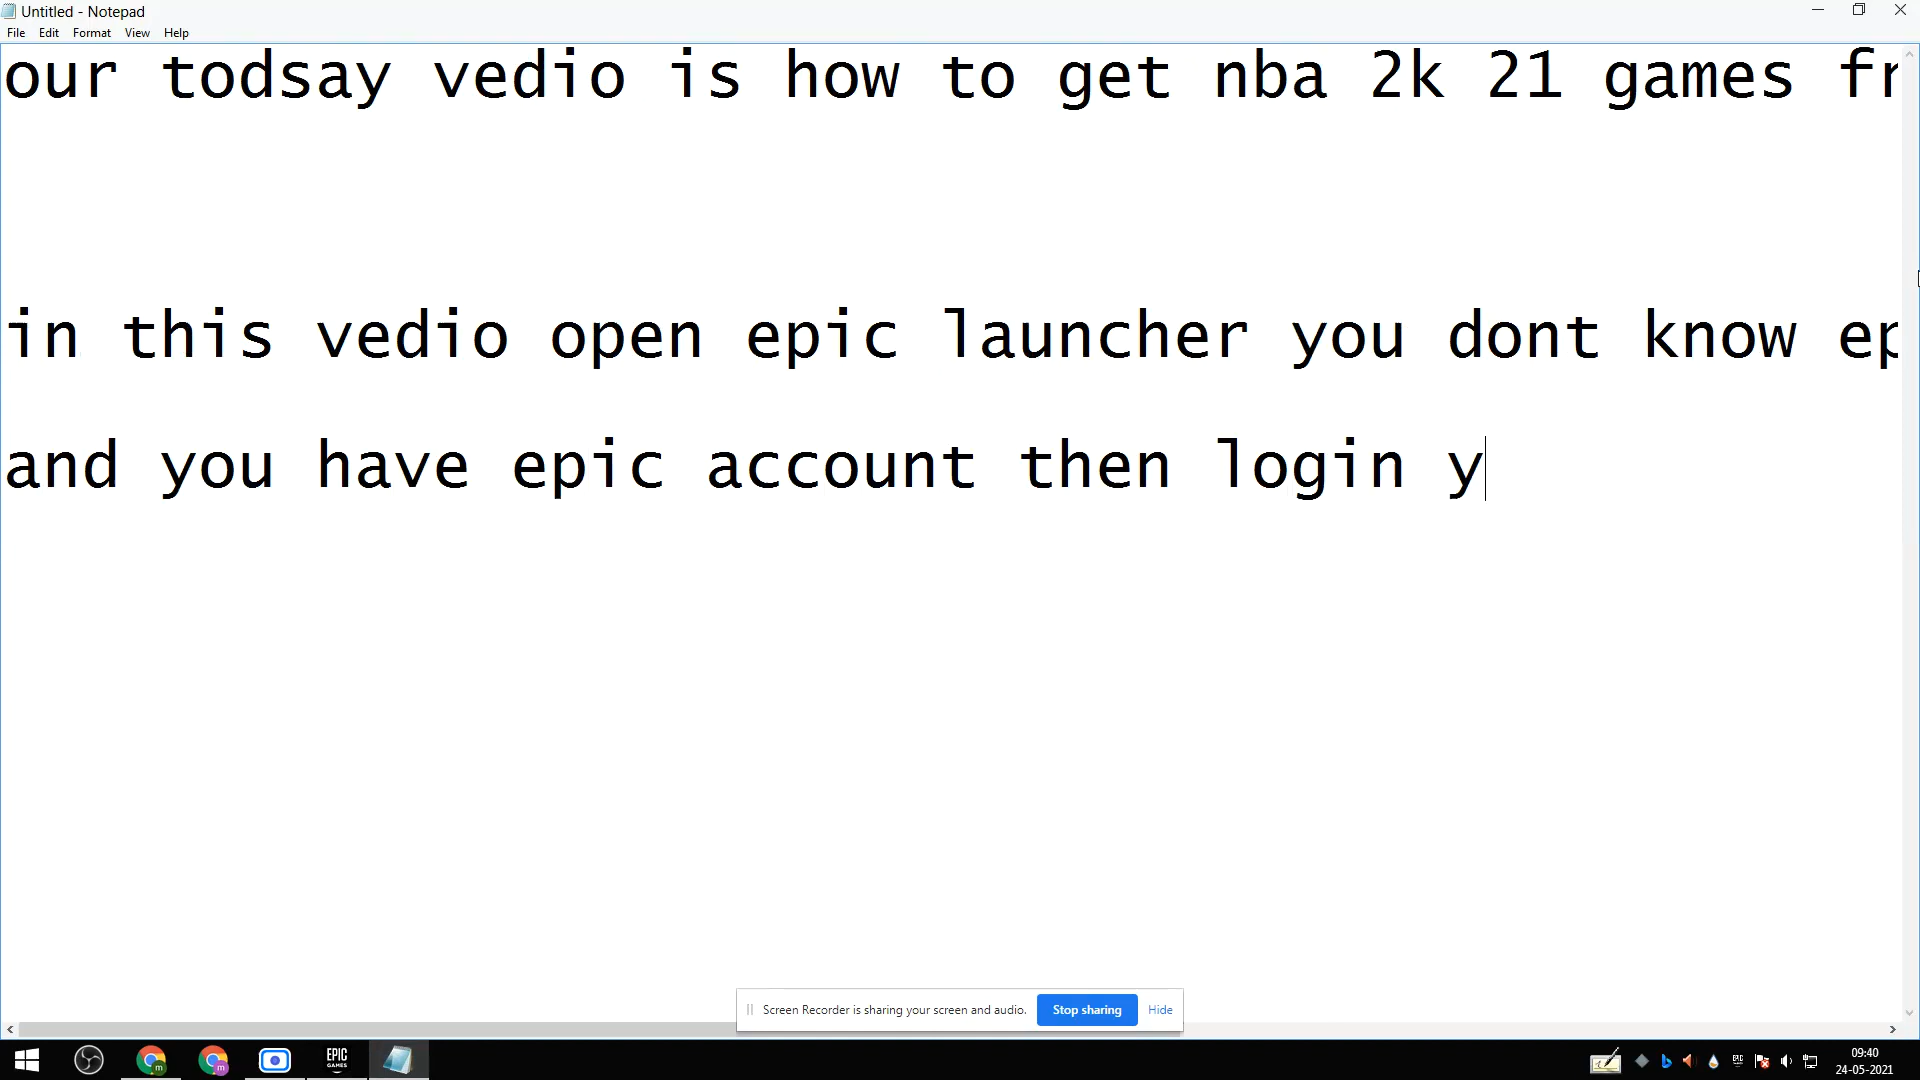 Untitled - Notepad
File Edit Format View Help
our todsay vedio is how to get nba 2k 21 games fr
in this vedio open epic launcher you dont know ep
and you have epic account then login y
Screen Recorder is sharing your screen and audio. Stop sharing Hide
EPIC
GAMES
09:40
24-05-2021